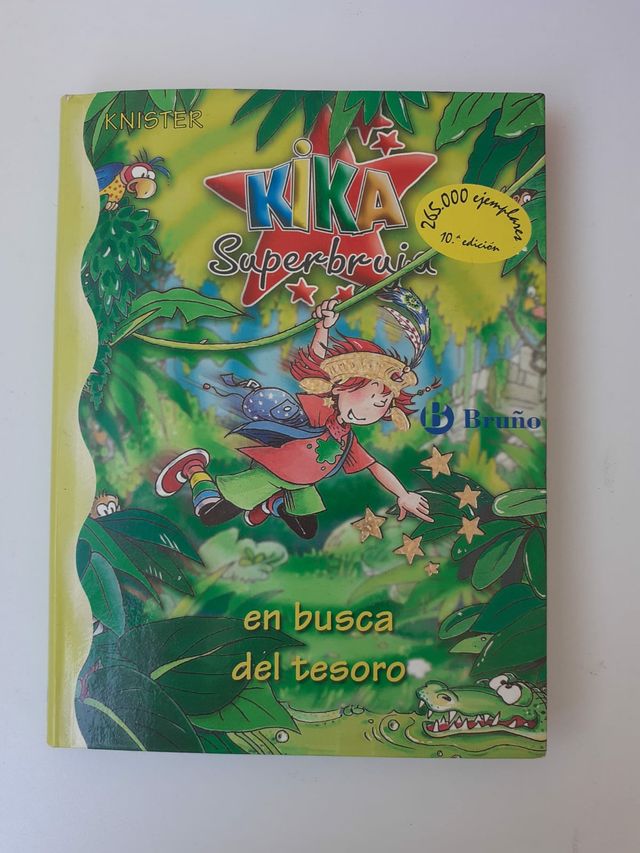 KNISTER
KiKA
Superbruja
265.000 ejemplares
10.ª edición
B Bruño
en busca
del tesoro